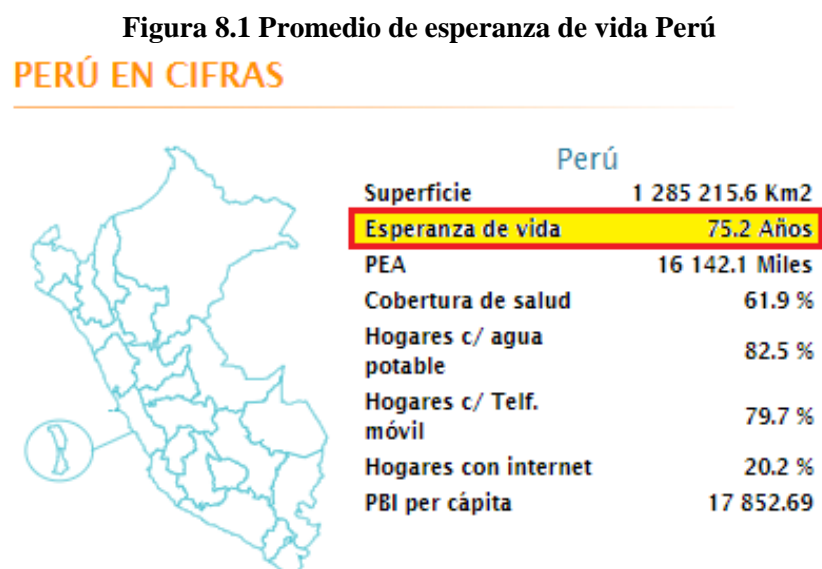 Figura 8.1 Promedio de esperanza de vida Perú
PERÚ EN CIFRAS
Perú
Superficie 1 285 215.6 Km2
Esperanza de vida 75.2 Años
PEA 16 142.1 Miles
Cobertura de salud 61.9 %
Hogares c/ agua
potable 82.5 %
Hogares c/ Telf.
móvil 79.7 %
Hogares con internet 20.2 %
PBI per cápita 17 852.69